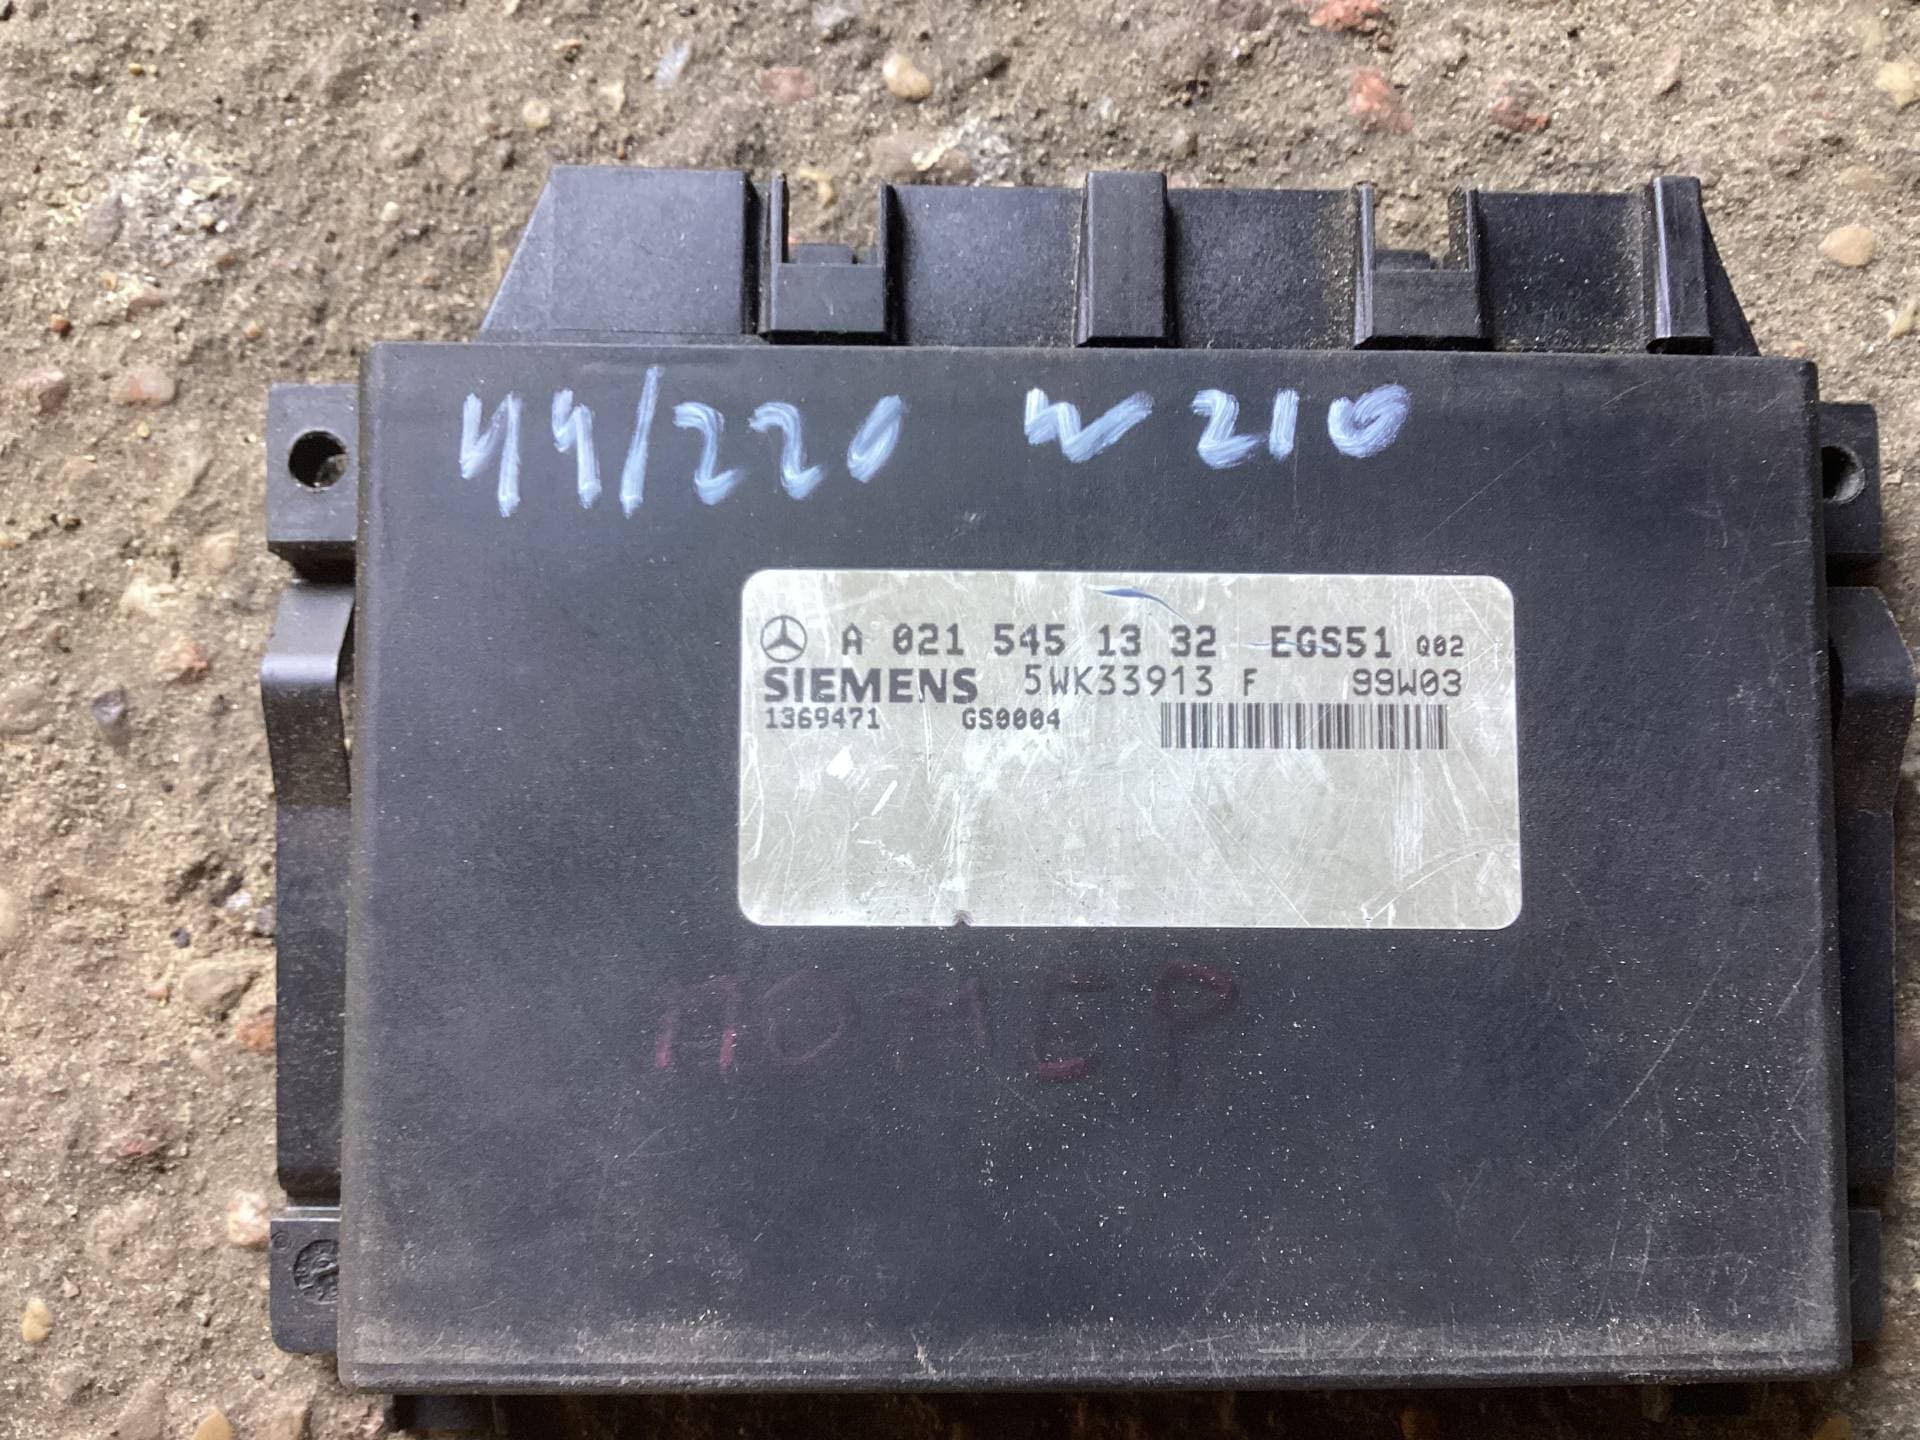 44/220 W210
A 021 545 13 32 EGS51 Q02
SIEMENS 5WK33913 F 99W03
1369471 GS0004
ПОМЕР